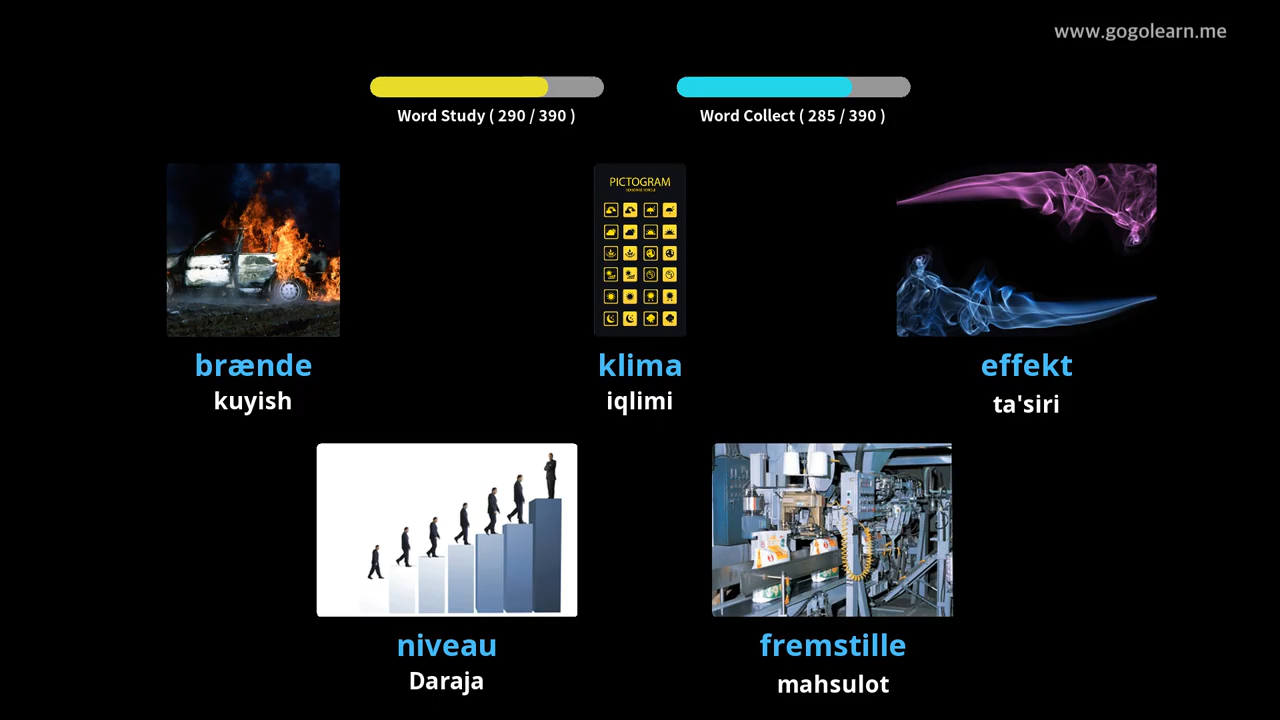 www.gogolearn.me
Word Study ( 290 / 390 )
Word Collect ( 285 / 390 )
PICTOGRAM
brænde
kuyish
klima
iqlimi
effekt
ta'siri
niveau
Daraja
fremstille
mahsulot